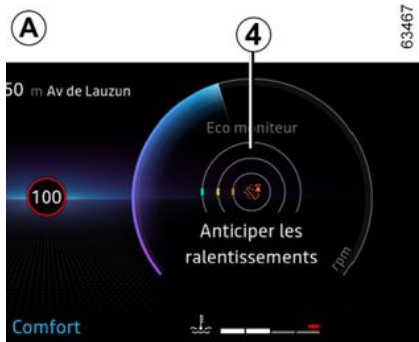 A
4
63467
50 m Av de Lauzun
Eco moniteur
100
Anticiper les
ralentissements
rpm
Comfort